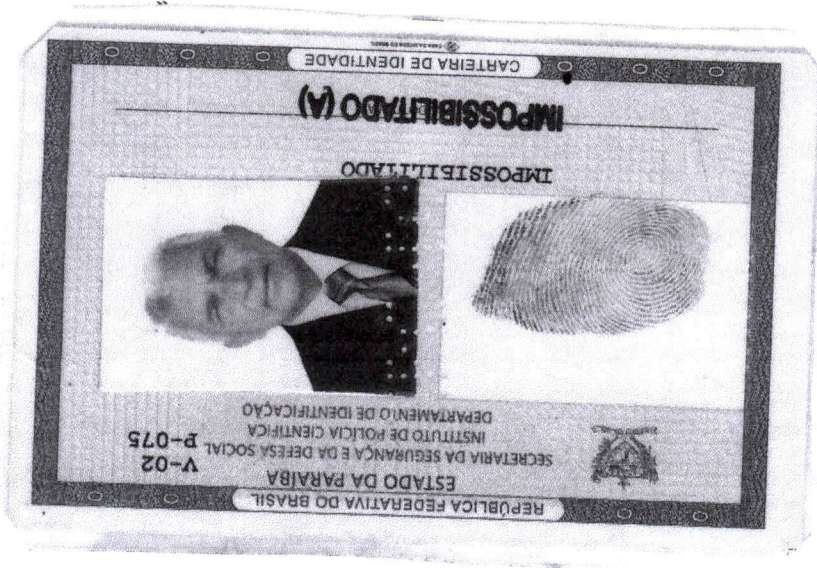 REPÚBLICA FEDERATIVA DO BRASIL
ESTADO DA PARAÍBA
SECRETARIA DA SEGURANÇA E DA DEFESA SOCIAL
INSTITUTO DE POLÍCIA CIENTÍFICA
DEPARTAMENTO DE IDENTIFICAÇÃO
V-02
P-075
IMPOSSIBILITADO
IMPOSSIBILITADO (A)
CARTEIRA DE IDENTIDADE